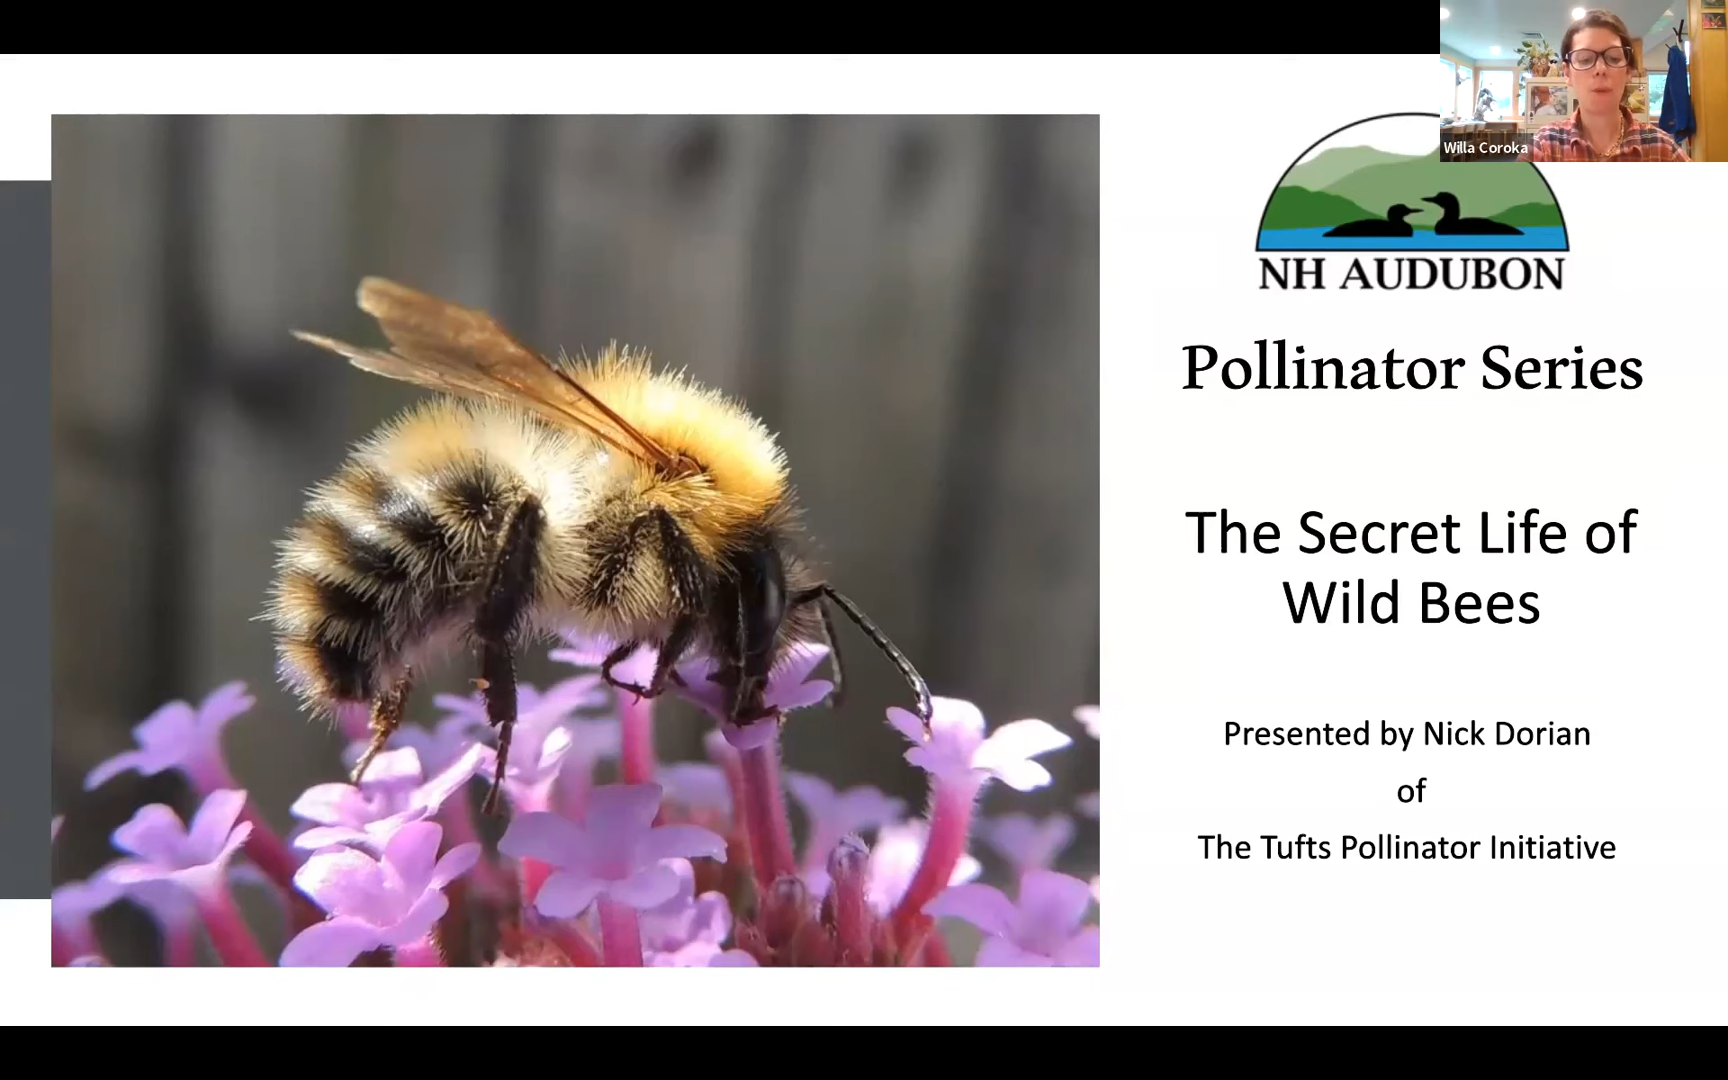 Willa Coroka
NH AUDUBON
Pollinator Series
The Secret Life of
Wild Bees
Presented by Nick Dorian
of
The Tufts Pollinator Initiative